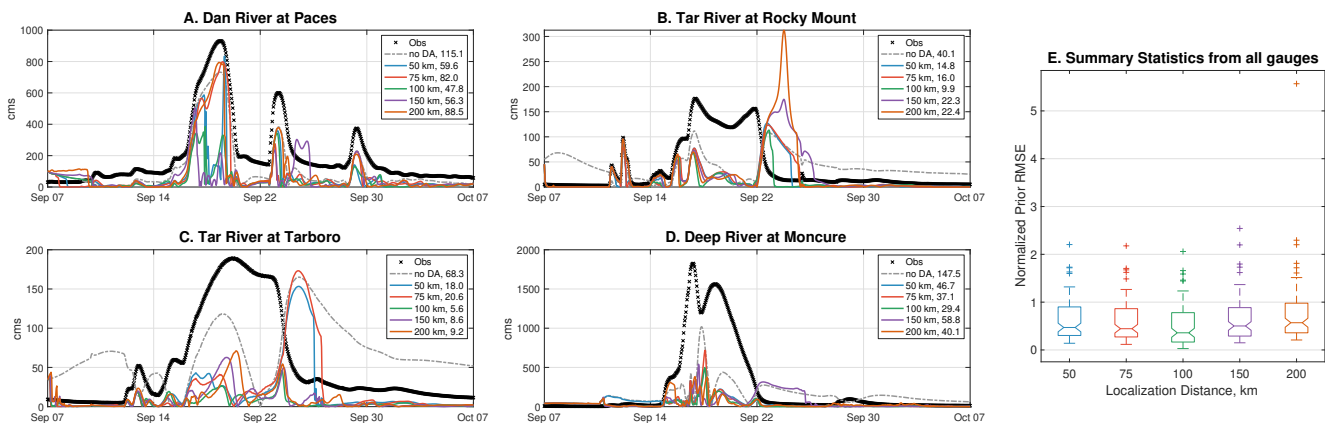 A. Dan River at Paces
cms
1000
800
600
400
200
0
Sep 07
Sep 14
Sep 22
Sep 30
Oct 07
Obs
no DA, 115.1
50 km, 59.6
75 km, 82.0
100 km, 47.8
150 km, 56.3
200 km, 88.5
B. Tar River at Rocky Mount
cms
300
250
200
150
100
50
0
Sep 07
Sep 14
Sep 22
Sep 30
Oct 07
Obs
no DA, 40.1
50 km, 14.8
75 km, 16.0
100 km, 9.9
150 km, 22.3
200 km, 22.4
C. Tar River at Tarboro
cms
200
150
100
50
0
Sep 07
Sep 14
Sep 22
Sep 30
Oct 07
Obs
no DA, 68.3
50 km, 18.0
75 km, 20.6
100 km, 5.6
150 km, 8.6
200 km, 9.2
D. Deep River at Moncure
cms
2000
1500
1000
500
0
Sep 07
Sep 14
Sep 22
Sep 30
Oct 07
Obs
no DA, 147.5
50 km, 46.7
75 km, 37.1
100 km, 29.4
150 km, 58.8
200 km, 40.1
E. Summary Statistics from all gauges
Normalized Prior RMSE
5
4
3
2
1
0
50
75
100
150
200
Localization Distance, km